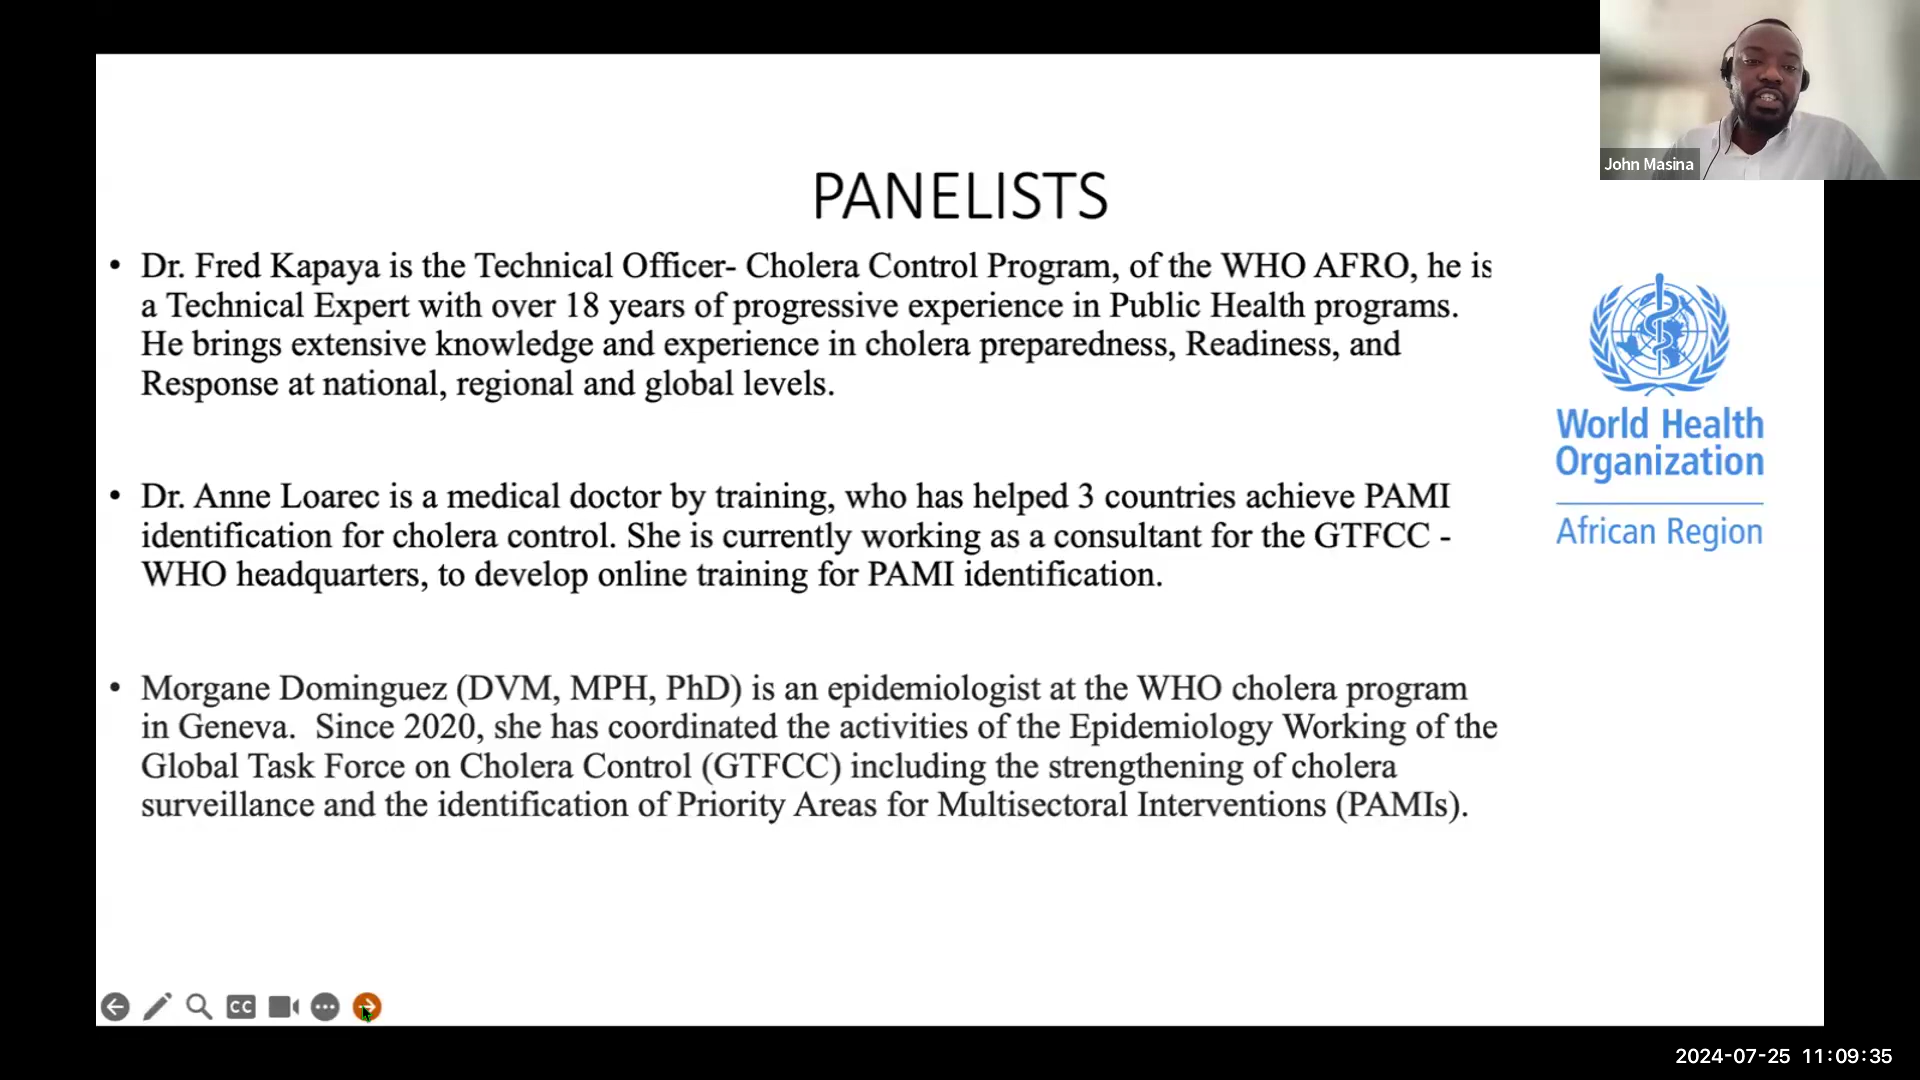 John Masina
PANELISTS
• Dr. Fred Kapaya is the Technical Officer- Cholera Control Program, of the WHO AFRO, he is
a Technical Expert with over 18 years of progressive experience in Public Health programs.
He brings extensive knowledge and experience in cholera preparedness, Readiness, and
Response at national, regional and global levels.
• Dr. Anne Loarec is a medical doctor by training, who has helped 3 countries achieve PAMI
identification for cholera control. She is currently working as a consultant for the GTFCC -
WHO headquarters, to develop online training for PAMI identification.
• Morgane Dominguez (DVM, MPH, PhD) is an epidemiologist at the WHO cholera program
in Geneva.  Since 2020, she has coordinated the activities of the Epidemiology Working of the
Global Task Force on Cholera Control (GTFCC) including the strengthening of cholera
surveillance and the identification of Priority Areas for Multisectoral Interventions (PAMIs).
World Health
Organization
African Region
CC
2024-07-25 11:09:35